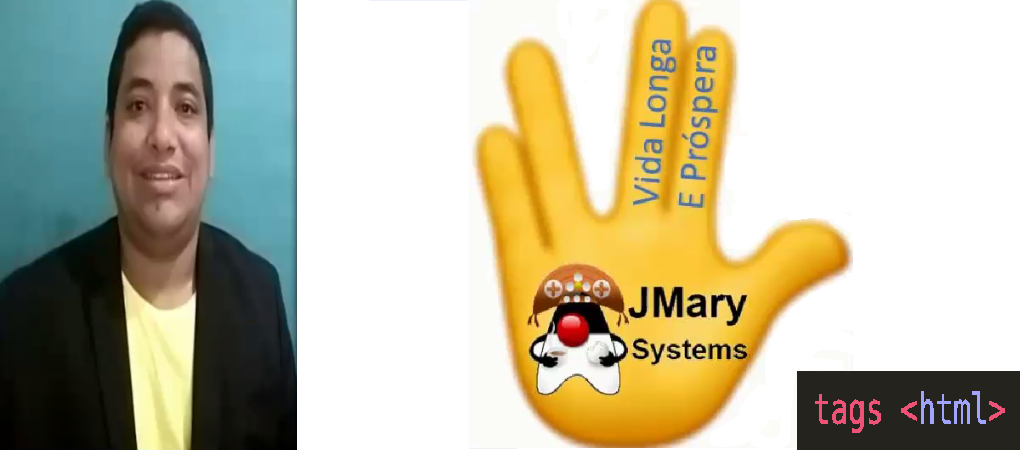 Vida Longa
E Próspera
JMary
Systems
tags <html>